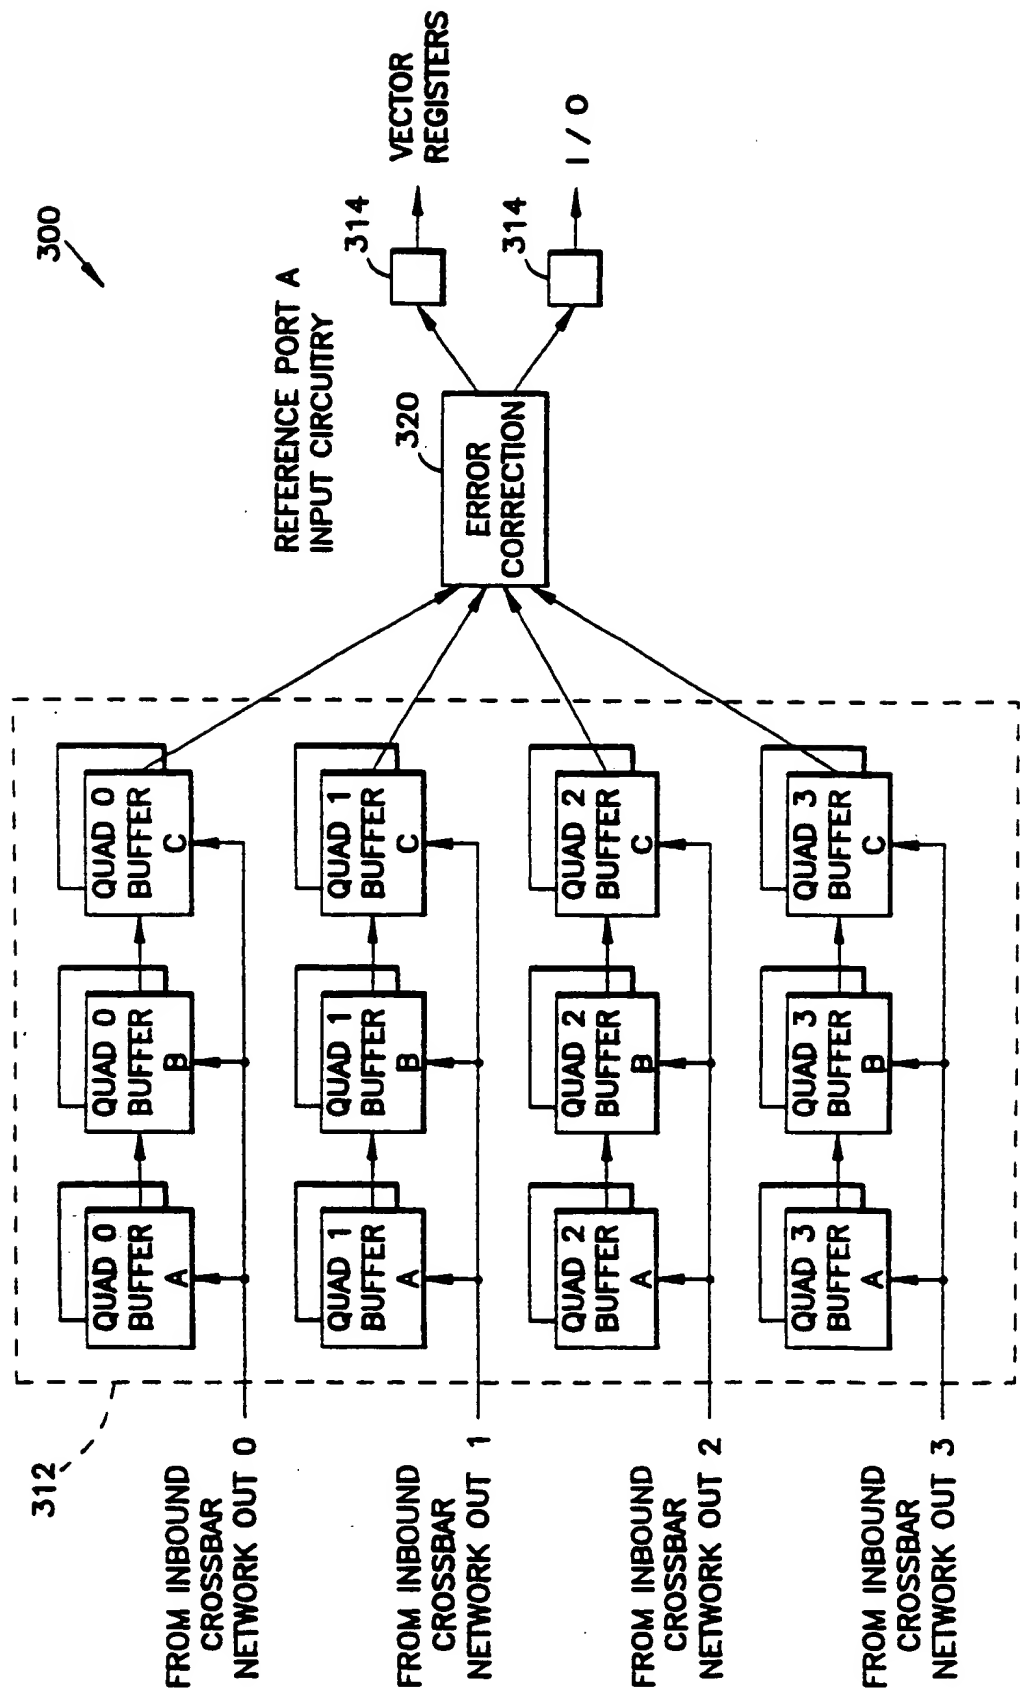 300
REFERENCE PORT A
INPUT CIRCUITRY
312
FROM INBOUND
CROSSBAR
NETWORK OUT 0
QUAD 0
BUFFER
A
QUAD 0
BUFFER
B
QUAD 0
BUFFER
C
FROM INBOUND
CROSSBAR
NETWORK OUT 1
QUAD 1
BUFFER
A
QUAD 1
BUFFER
B
QUAD 1
BUFFER
C
FROM INBOUND
CROSSBAR
NETWORK OUT 2
QUAD 2
BUFFER
A
QUAD 2
BUFFER
B
QUAD 2
BUFFER
C
FROM INBOUND
CROSSBAR
NETWORK OUT 3
QUAD 3
BUFFER
A
QUAD 3
BUFFER
B
QUAD 3
BUFFER
C
320
ERROR
CORRECTION
314
VECTOR
REGISTERS
314
I / O